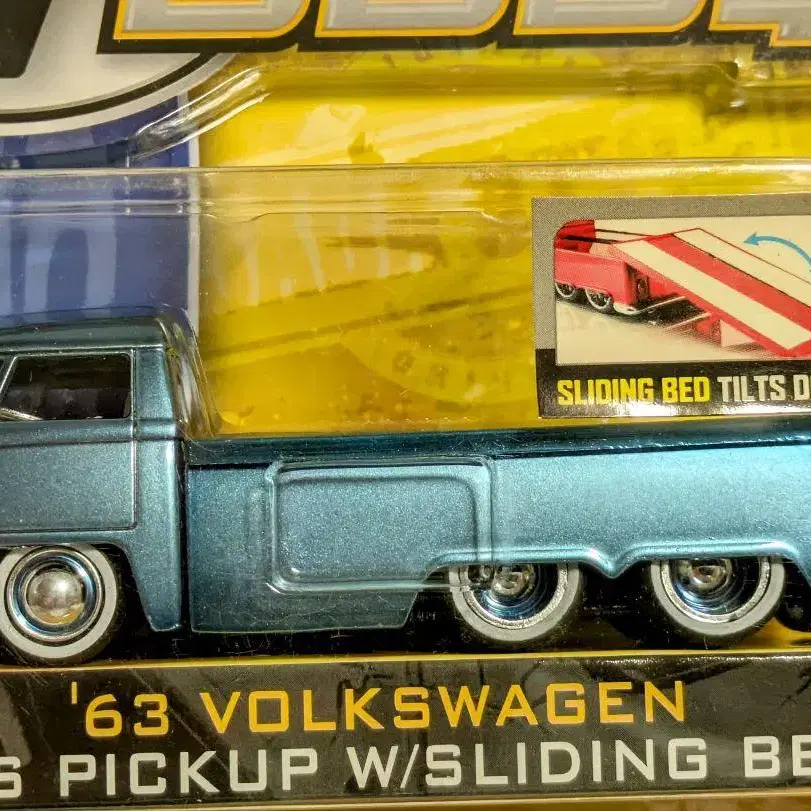 SLIDING BED TILTS D
'63 VOLKSWAGEN
S PICKUP W/SLIDING BE